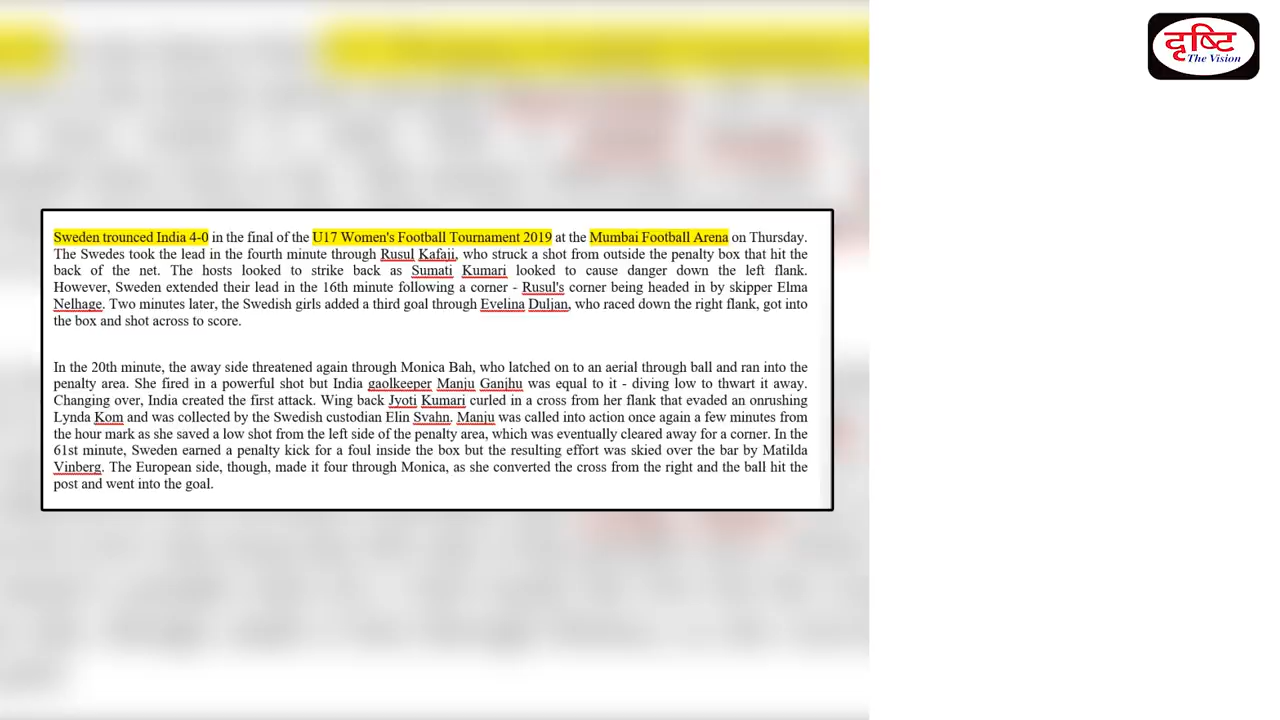 दृष्टि
The Vision
Sweden trounced India 4-0 in the final of the U17 Women's Football Tournament 2019 at the Mumbai Football Arena on Thursday.
The Swedes took the lead in the fourth minute through Rusul Kafaji, who struck a shot from outside the penalty box that hit the
back of the net. The hosts looked to strike back as Sumati Kumari looked to cause danger down the left flank.
However, Sweden extended their lead in the 16th minute following a corner - Rusul's corner being headed in by skipper Elma
Nelhage. Two minutes later, the Swedish girls added a third goal through Evelina Duljan, who raced down the right flank, got into
the box and shot across to score.
In the 20th minute, the away side threatened again through Monica Bah, who latched on to an aerial through ball and ran into the
penalty area. She fired in a powerful shot but India gaolkeeper Manju Ganjhu was equal to it - diving low to thwart it away.
Changing over, India created the first attack. Wing back Jyoti Kumari curled in a cross from her flank that evaded an onrushing
Lynda Kom and was collected by the Swedish custodian Elin Svahn. Manju was called into action once again a few minutes from
the hour mark as she saved a low shot from the left side of the penalty area, which was eventually cleared away for a corner. In the
61st minute, Sweden earned a penalty kick for a foul inside the box but the resulting effort was skied over the bar by Matilda
Vinberg. The European side, though, made it four through Monica, as she converted the cross from the right and the ball hit the
post and went into the goal.